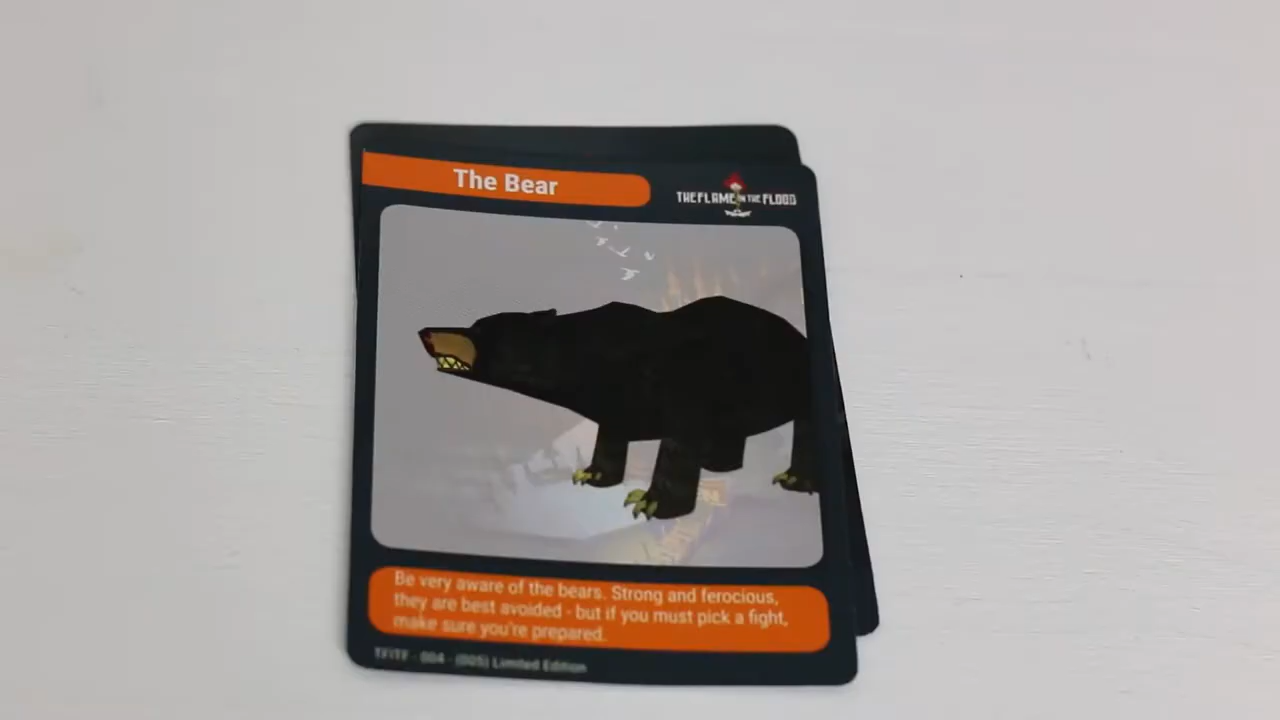 The Bear
THE FLAME IN THE FLOOD
Be very aware of the bears. Strong and ferocious,
they are best avoided - but if you must pick a fight,
make sure you're prepared.
TFITF - 004 - (005) Limited Edition